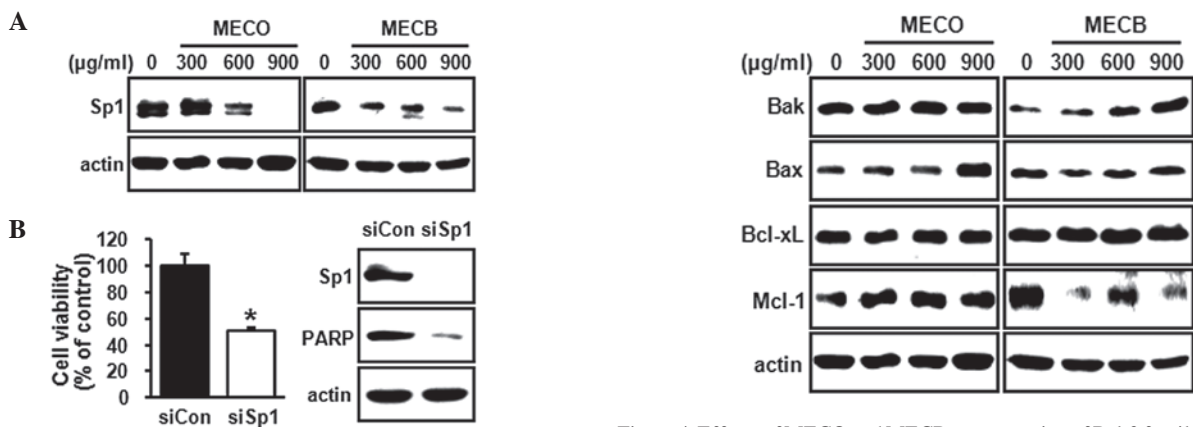 A
MECO MECB
(µg/ml) 0 300 600 900 0 300 600 900
Sp1
actin
B
Cell viability
(% of control)
120
100
80
60
40
20
0
*
siCon siSp1
siCon siSp1
Sp1
PARP
actin
MECO MECB
(µg/ml) 0 300 600 900 0 300 600 900
Bak
Bax
Bcl-xL
Mcl-1
actin